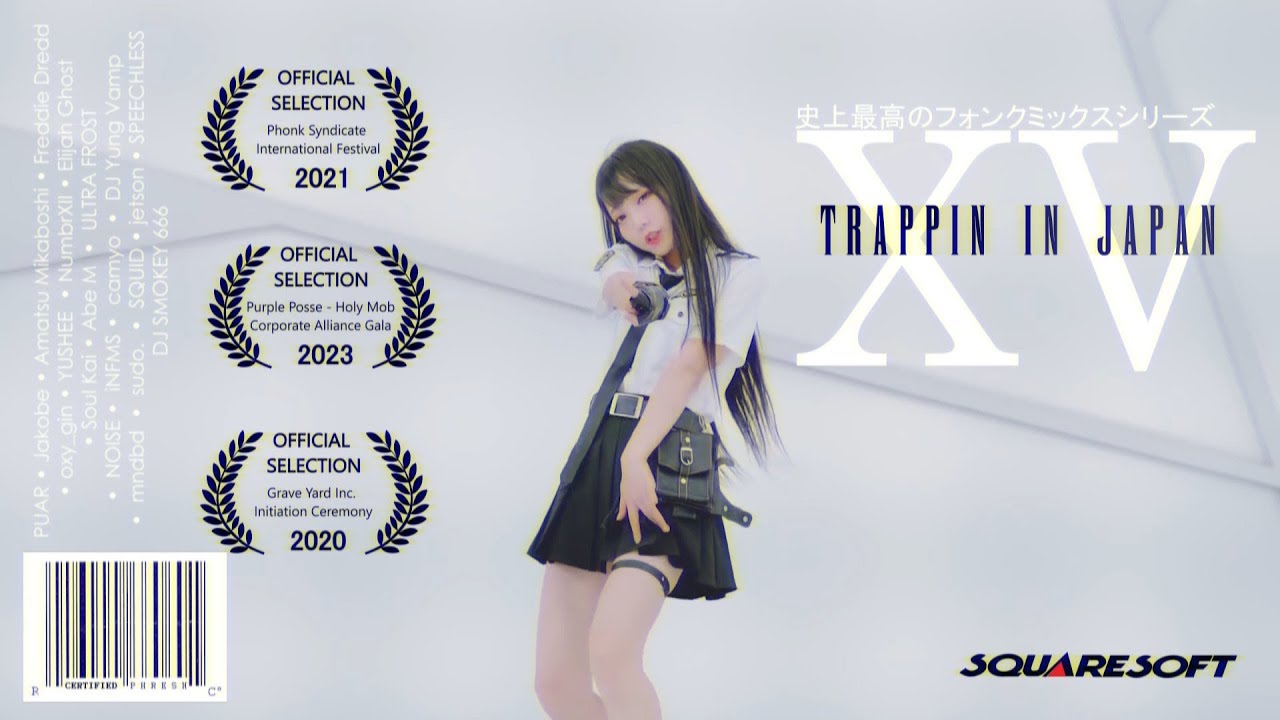 PUAR • Jakobe • Amatsu Mikaboshi • Freddie Dredd
• oxy_gin • YUSHEE • NumbrXII • Elijah Ghost
• Soul Kai • Abe M • ULTRA FROST
• NOISE • iNFMS • camyo • DJ Yung Vamp
• mndbd • sudo. • SQUID • jetson • SPEECHLESS
DJ SMOKEY 666
OFFICIAL
SELECTION
Phonk Syndicate
International Festival
2021
OFFICIAL
SELECTION
Purple Posse - Holy Mob
Corporate Alliance Gala
2023
OFFICIAL
SELECTION
Grave Yard Inc.
Initiation Ceremony
2020
史上最高のフォンクミックスシリーズ
XV
TRAPPIN IN JAPAN
R CERTIFIED PHRESH C°
SQUARESOFT